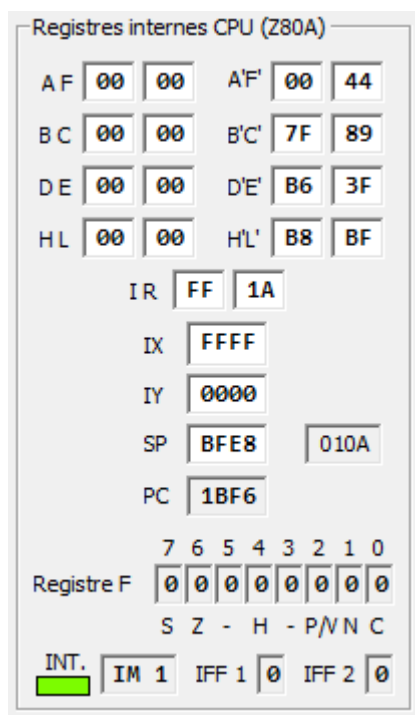 Registres internes CPU (Z80A)
A F 00 00 A'F' 00 44
B C 00 00 B'C' 7F 89
D E 00 00 D'E' B6 3F
H L 00 00 H'L' B8 BF
I R FF 1A
IX FFFF
IY 0000
SP BFE8 010A
PC 1BF6
7 6 5 4 3 2 1 0
Registre F 0 0 0 0 0 0 0 0
S Z - H - P/V N C
INT. IM 1 IFF 1 0 IFF 2 0